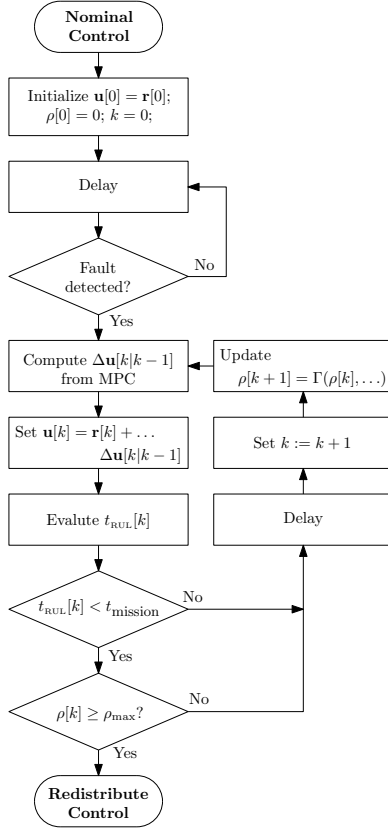 Nominal
Control
Initialize u[0] = r[0];
ρ[0] = 0; k = 0;
Delay
Fault
detected?
No
Yes
Compute Δu[k|k − 1]
from MPC
Update
ρ[k + 1] = Γ(ρ[k], . . .)
Set u[k] = r[k] + . . .
Δu[k|k − 1]
Set k := k + 1
Evalute t_RUL[k]
Delay
t_RUL[k] < t_mission
No
Yes
ρ[k] ≥ ρ_max?
No
Yes
Redistribute
Control